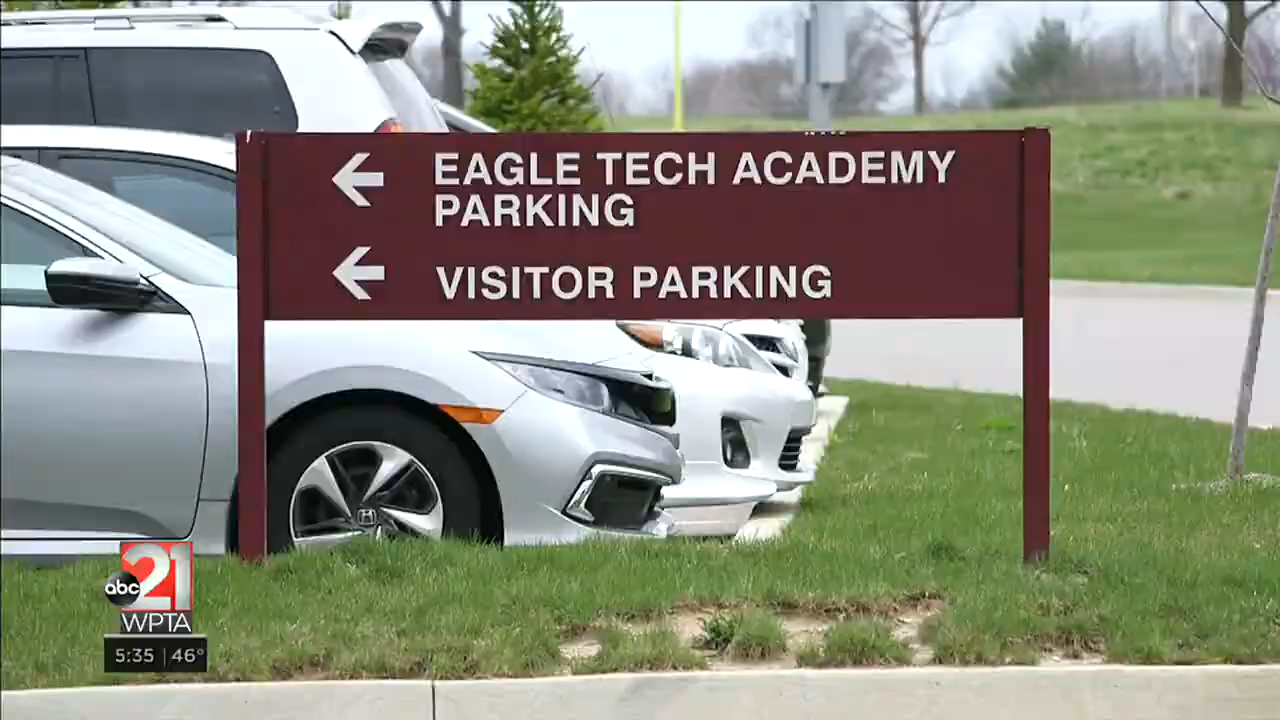 ← EAGLE TECH ACADEMY
PARKING
← VISITOR PARKING
abc 21
WPTA
5:35 | 46°